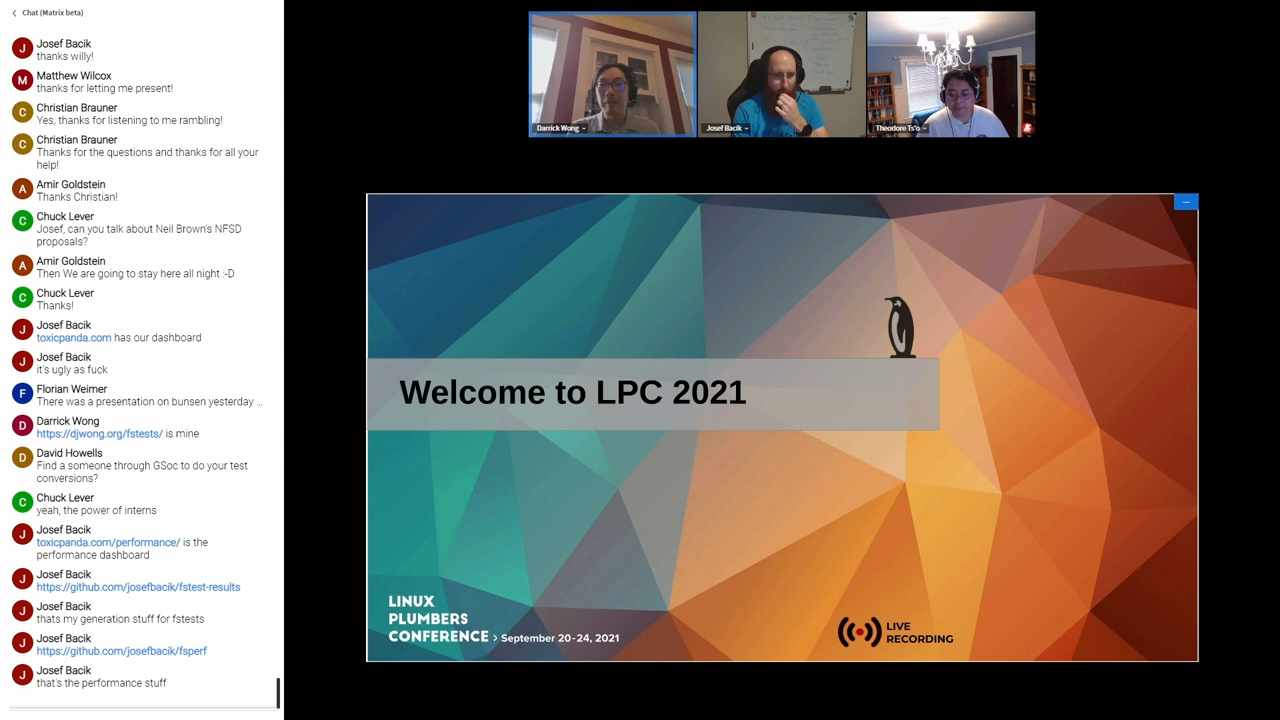 Chat (Matrix beta)
Josef Bacik
thanks willy!
Matthew Wilcox
thanks for letting me present!
Christian Brauner
Yes, thanks for listening to me rambling!
Christian Brauner
Thanks for the questions and thanks for all your
help!
Amir Goldstein
Thanks Christian!
Chuck Lever
Josef, can you talk about Neil Brown's NFSD
proposals?
Amir Goldstein
Then We are going to stay here all night :-D
Chuck Lever
Thanks!
Josef Bacik
toxicpanda.com has our dashboard
Josef Bacik
it's ugly as fuck
Florian Weimer
There was a presentation on bunsen yesterday ...
Darrick Wong
https://djwong.org/fstests/ is mine
David Howells
Find a someone through GSoc to do your test
conversions?
Chuck Lever
yeah, the power of interns
Josef Bacik
toxicpanda.com/performance/ is the
performance dashboard
Josef Bacik
https://github.com/josefbacik/fstest-results
Josef Bacik
thats my generation stuff for fstests
Josef Bacik
https://github.com/josefbacik/fsperf
Josef Bacik
that's the performance stuff
J
M
C
C
A
C
A
C
J
J
F
D
D
C
J
J
J
J
J
Darrick Wong
Josef Bacik
Theodore Ts'o
Welcome to LPC 2021
LINUX
PLUMBERS
CONFERENCE > September 20-24, 2021
LIVE
RECORDING